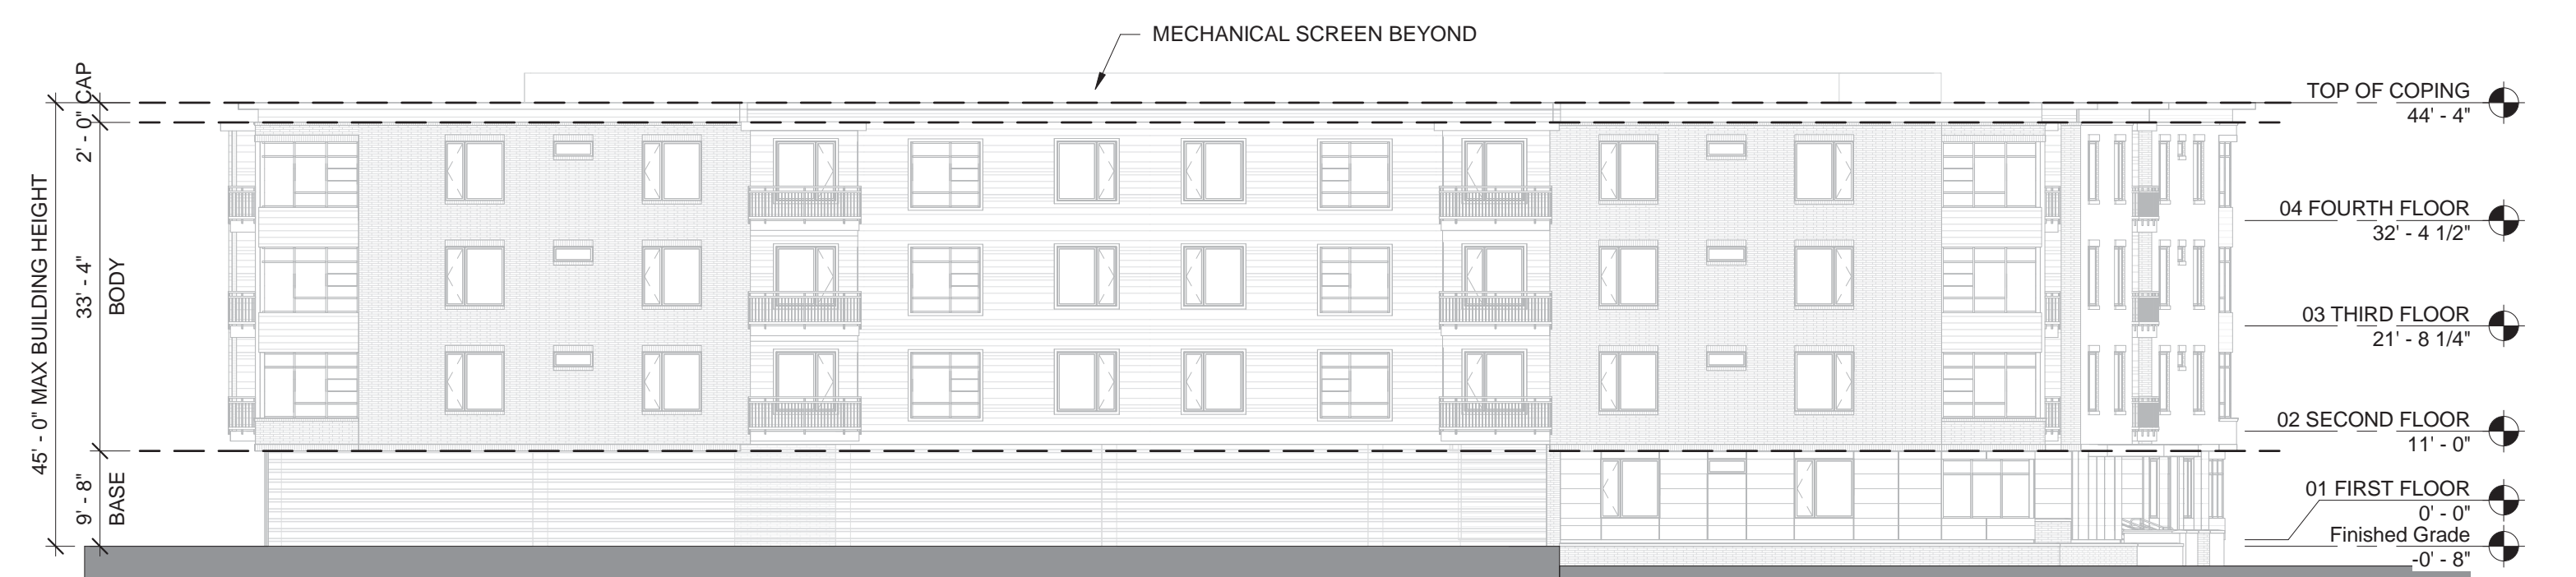 MECHANICAL SCREEN BEYOND
CAP
2' - 0"
45' - 0" MAX BUILDING HEIGHT
33' - 4"
BODY
9' - 8"
BASE
TOP OF COPING
44' - 4"
04 FOURTH FLOOR
32' - 4 1/2"
03 THIRD FLOOR
21' - 8 1/4"
02 SECOND FLOOR
11' - 0"
01 FIRST FLOOR
0' - 0"
Finished Grade
-0' - 8"